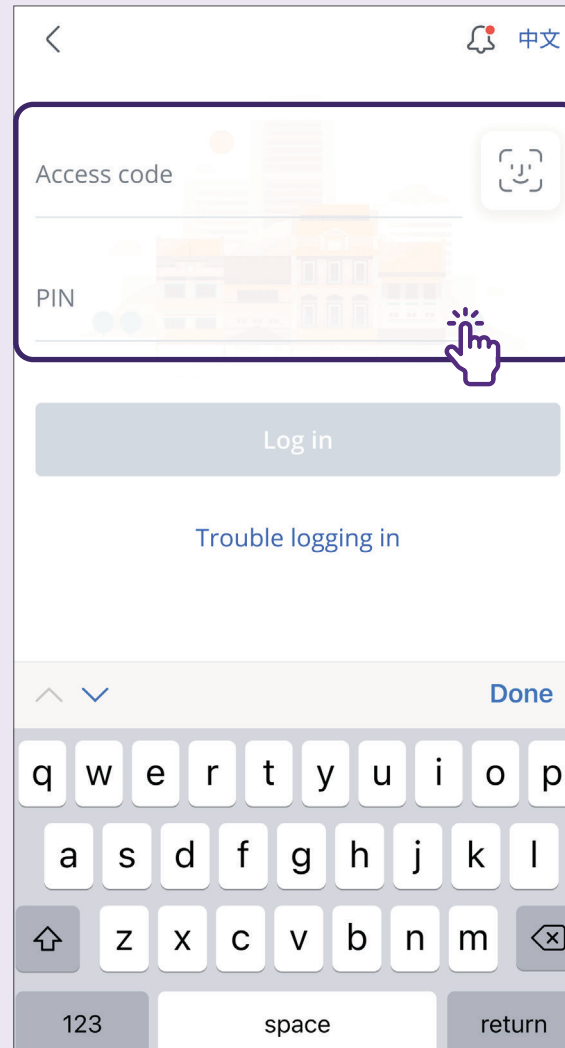 中文
Access code
PIN
Log in
Trouble logging in
Done
q w e r t y u i o p
a s d f g h j k l
z x c v b n m
123 space return